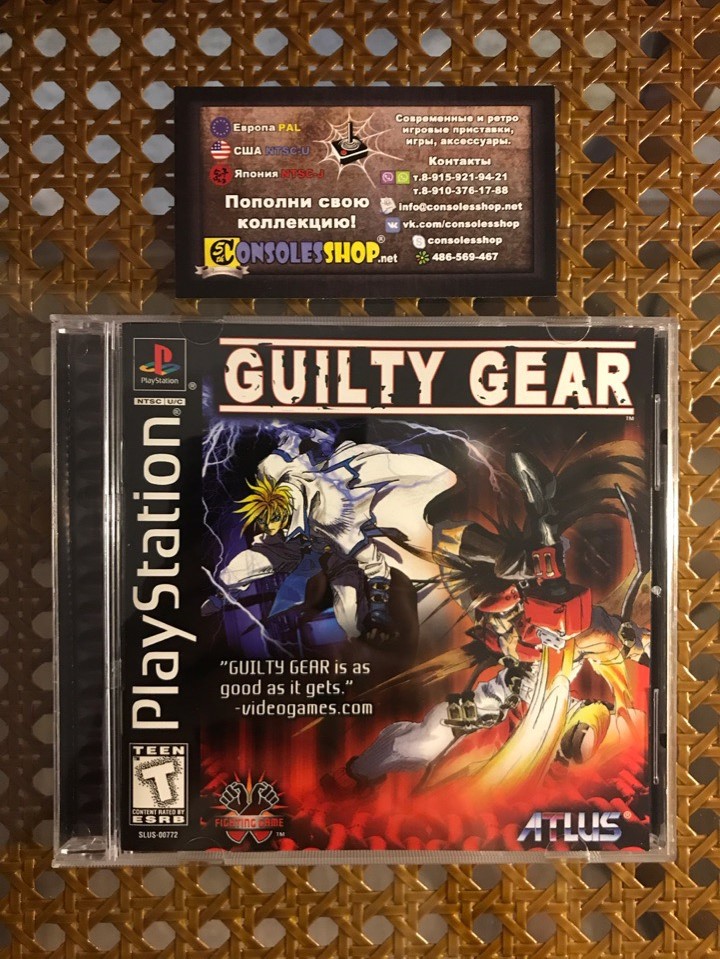 Европа PAL
США NTSC-U
Япония NTSC-J
Пополни свою
коллекцию!
CONSOLESSHOP®.net
Современные и ретро
игровые приставки,
игры, аксессуары.
Контакты
т.8-915-921-94-21
т.8-910-376-17-88
info@consolesshop.net
vk.com/consolesshop
consolesshop
486-569-467
PlayStation
®
NTSC U/C
PlayStation®
GUILTY GEAR
™
"GUILTY GEAR is as
good as it gets."
-videogames.com
TEEN
T
CONTENT RATED BY
ESRB
SLUS-00772
FIGHTING GAME
™
ATLUS®